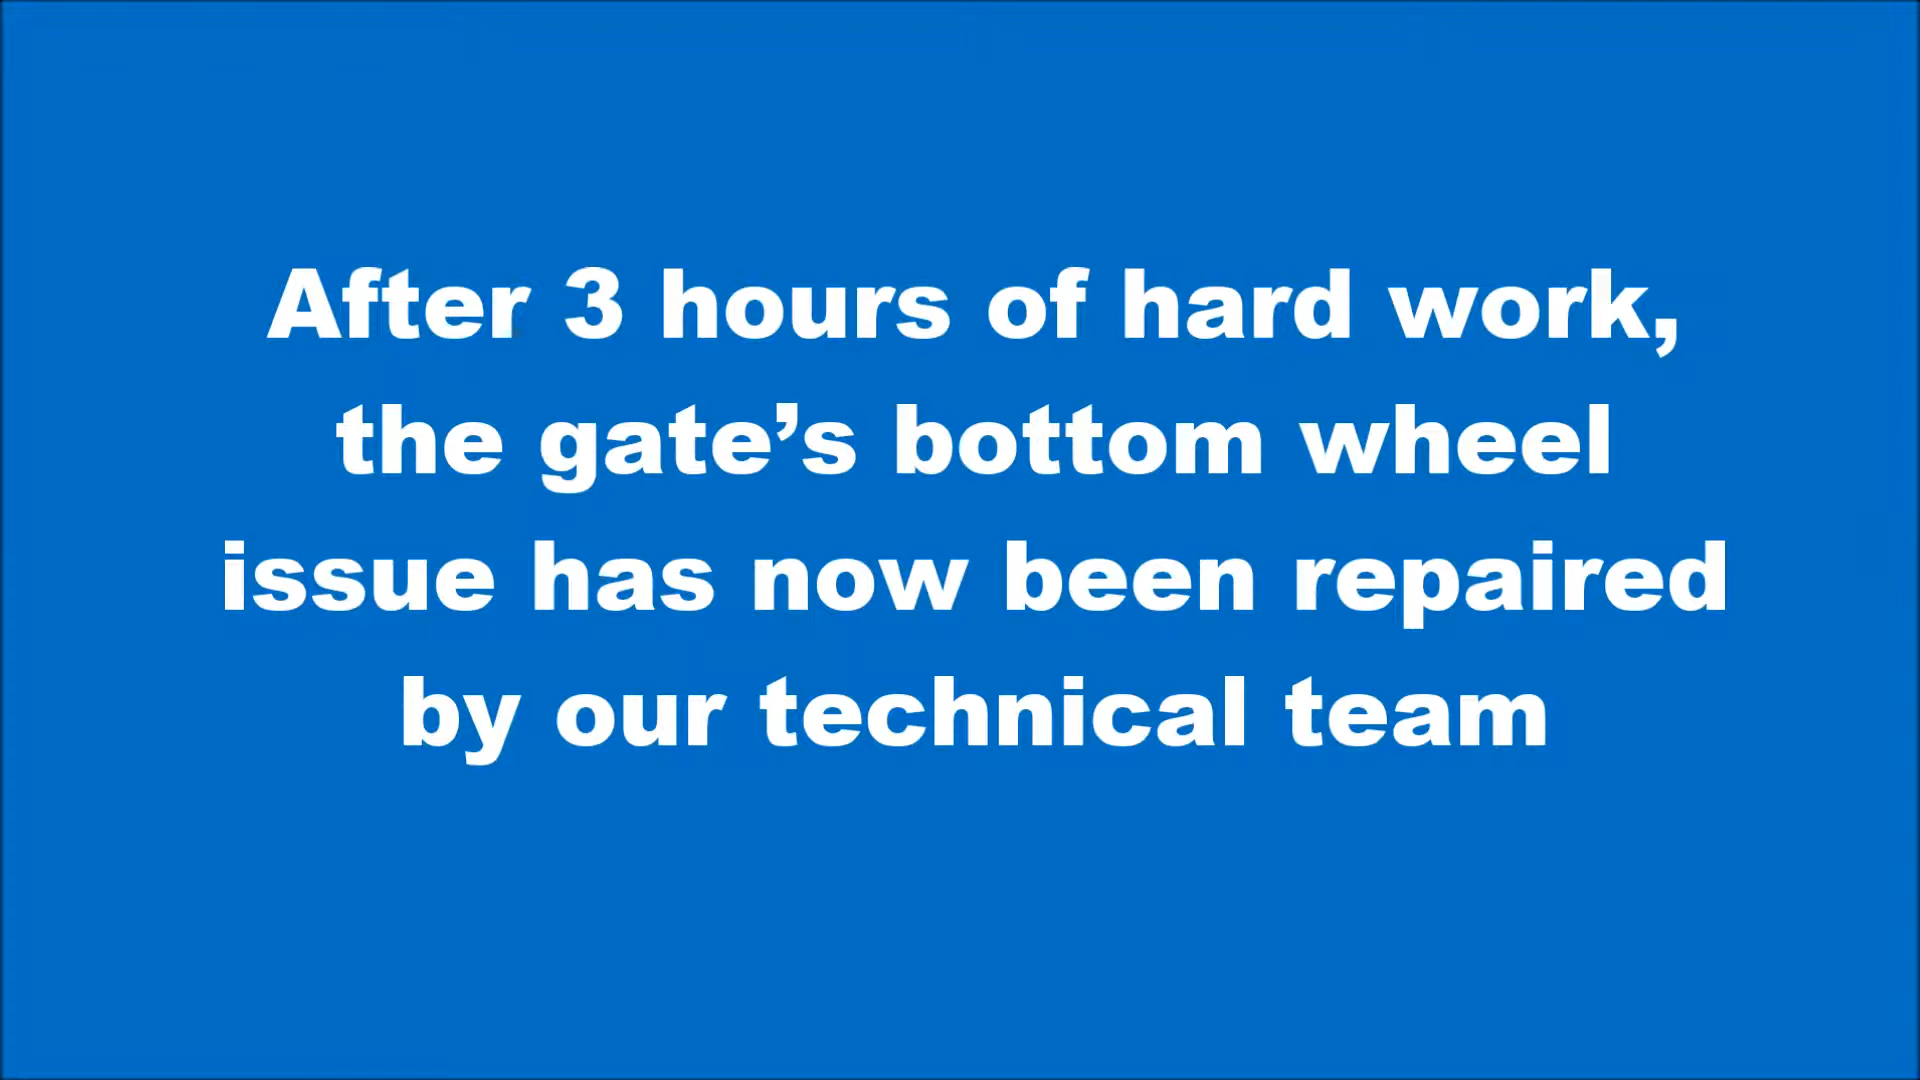 After 3 hours of hard work,
the gate’s bottom wheel
issue has now been repaired
by our technical team